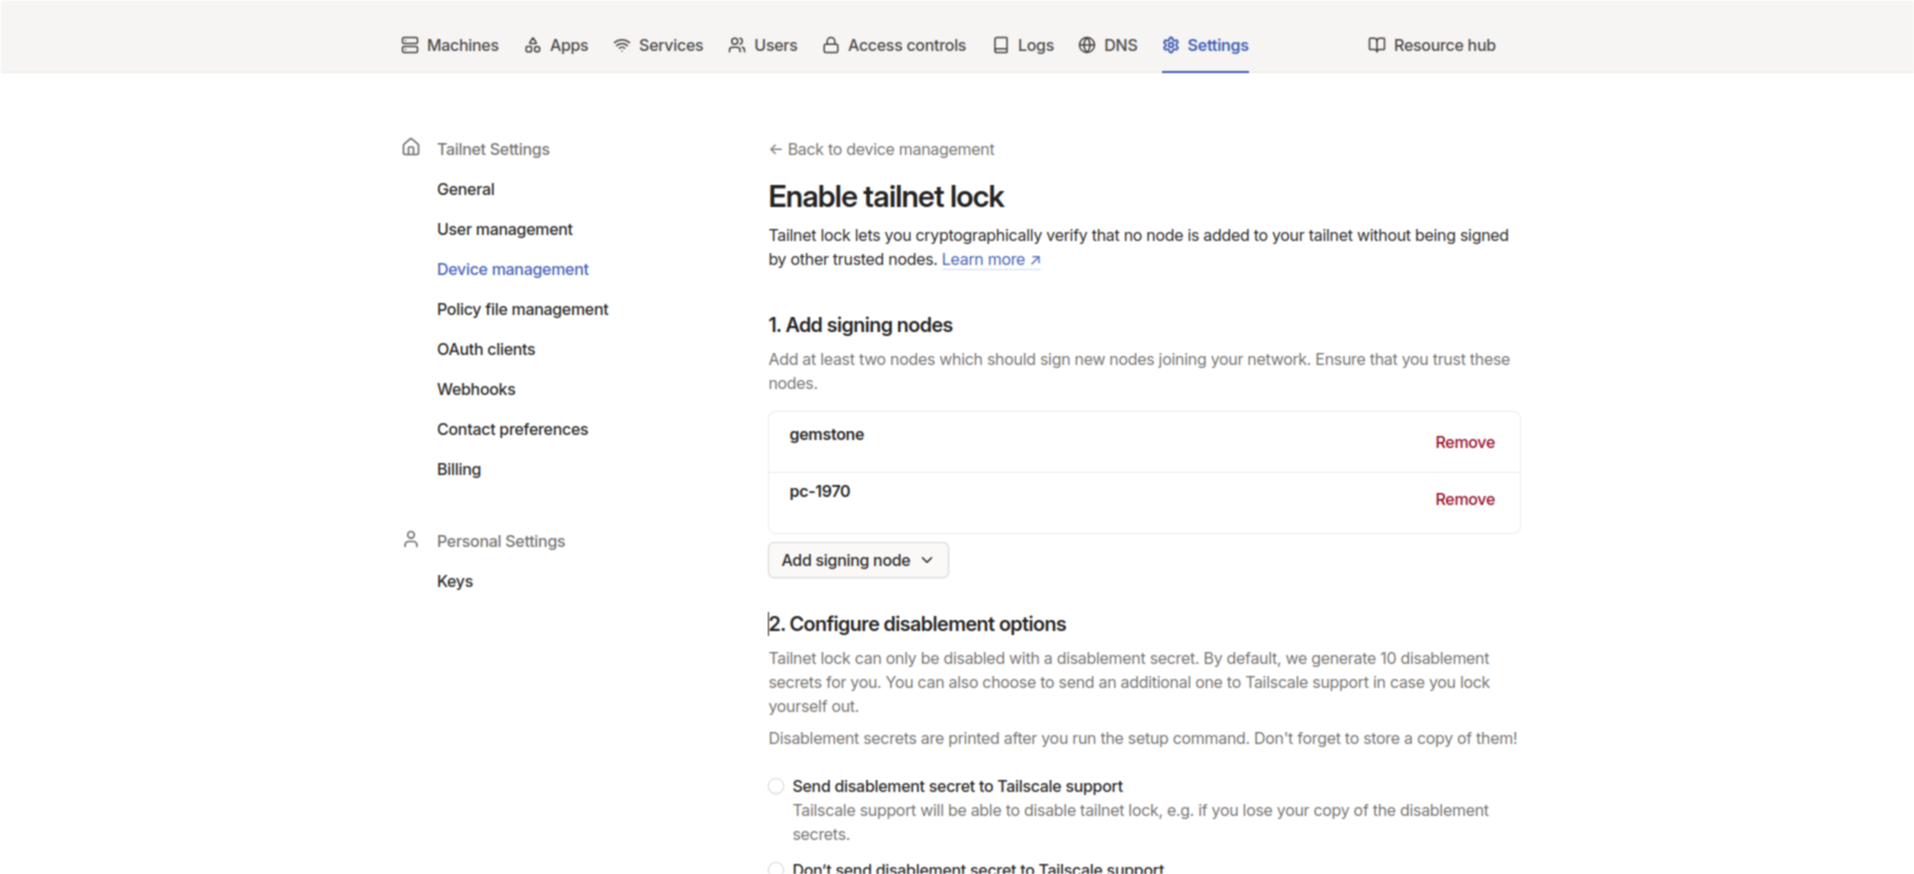 Machines Apps Services Users Access controls Logs DNS Settings Resource hub
Tailnet Settings
General
User management
Device management
Policy file management
OAuth clients
Webhooks
Contact preferences
Billing
Personal Settings
Keys
← Back to device management
Enable tailnet lock
Tailnet lock lets you cryptographically verify that no node is added to your tailnet without being signed
by other trusted nodes. Learn more ↗
1. Add signing nodes
Add at least two nodes which should sign new nodes joining your network. Ensure that you trust these
nodes.
gemstone Remove
pc-1970 Remove
Add signing node
2. Configure disablement options
Tailnet lock can only be disabled with a disablement secret. By default, we generate 10 disablement
secrets for you. You can also choose to send an additional one to Tailscale support in case you lock
yourself out.
Disablement secrets are printed after you run the setup command. Don't forget to store a copy of them!
Send disablement secret to Tailscale support
Tailscale support will be able to disable tailnet lock, e.g. if you lose your copy of the disablement
secrets.
Don't send disablement secret to Tailscale support